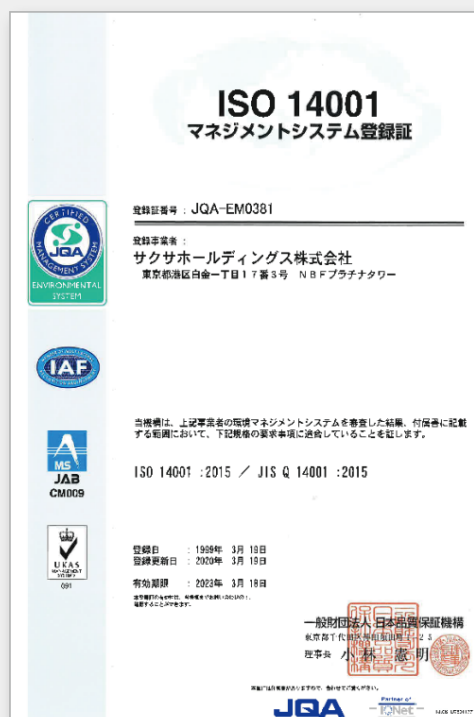 ISO 14001
マネジメントシステム登録証
登録証番号 : JQA-EM0381
登録事業者 :
サクサホールディングス株式会社
東京都港区白金一丁目17番3号 NBFプラチナタワー
CERTIFIED
MANAGEMENT SYSTEM
JQA
ENVIRONMENTAL
SYSTEM
IAF
当機構は、上記事業者の環境マネジメントシステムを審査した結果、付属書に記載
する範囲において、下記規格の要求事項に適合していることを証します。
MS
JAB
CM009
ISO 14001 :2015 / JIS Q 14001 :2015
UKAS
MANAGEMENT
SYSTEMS
001
登録日 : 1999年 3月 19日
登録更新日 : 2020年 3月 19日
有効期限 : 2023年 3月 18日
一般財団法人 日本品質保証機構
理事長 小林 憲明
JQA
Partner of
IQNet